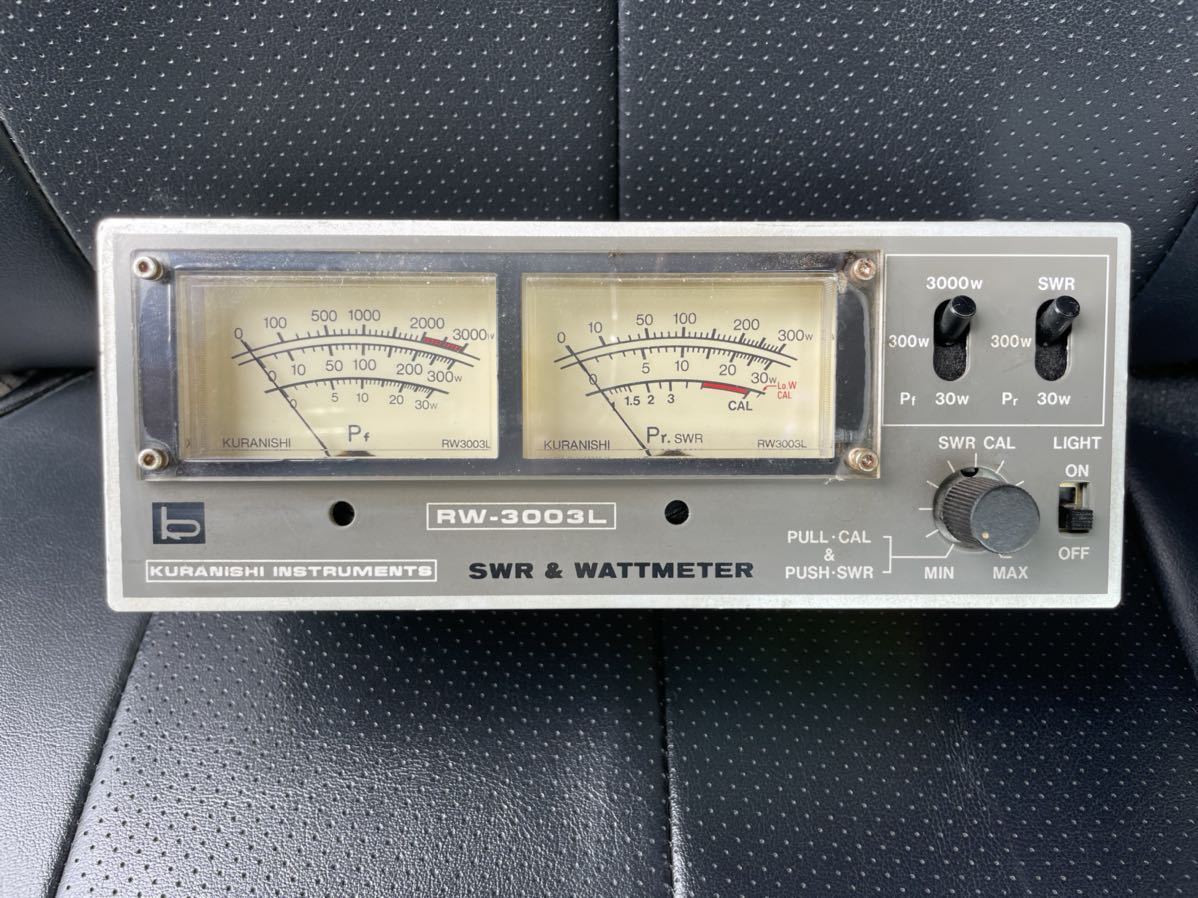 0 100 500 1000 2000 3000W
0 10 50 100 200 300W
0 5 10 20 30W
Pf
KURANISHI RW3003L
0 10 50 100 200 300W
0 5 10 20 30W
1.5 2 3 CAL
Lo.W
CAL
Pr. SWR
KURANISHI RW3003L
3000W SWR
300W 300W
Pf 30W Pr 30W
SWR CAL LIGHT
ON
OFF
PULL·CAL
&
PUSH·SWR
MIN MAX
b
RW-3003L
KURANISHI INSTRUMENTS
SWR & WATTMETER